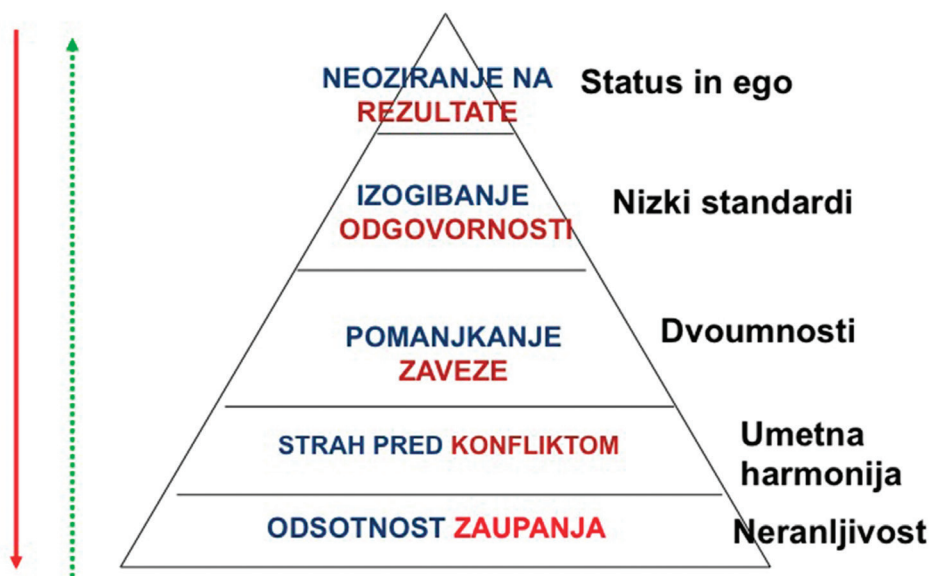 NEOZIRANJE NA
REZULTATE
Status in ego
IZOGIBANJE
ODGOVORNOSTI
Nizki standardi
POMANJKANJE
ZAVEZE
Dvoumnosti
STRAH PRED KONFLIKTOM
Umetna
harmonija
ODSOTNOST ZAUPANJA
Neranljivost